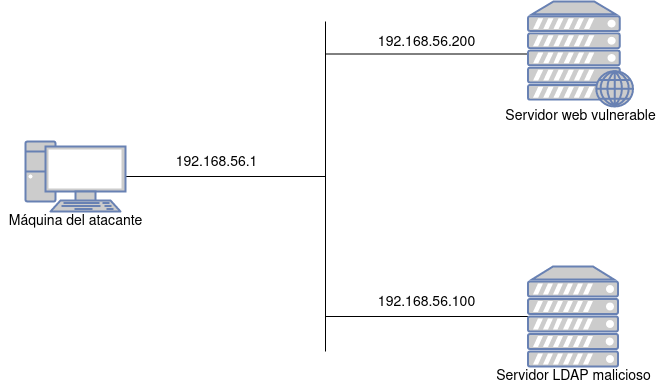 192.168.56.200
Servidor web vulnerable
192.168.56.1
Máquina del atacante
192.168.56.100
Servidor LDAP malicioso